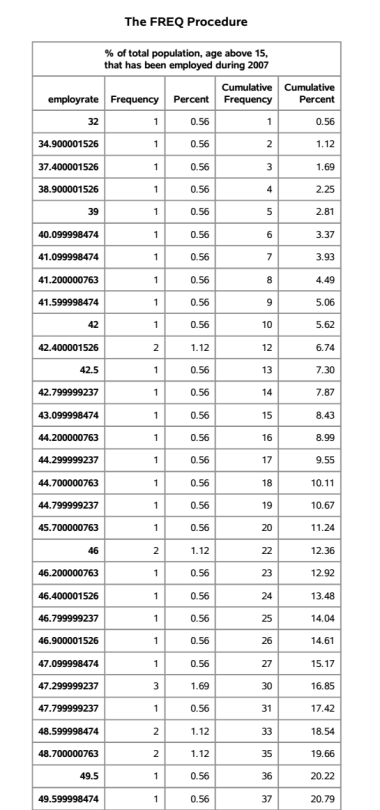 The FREQ Procedure
% of total population, age above 15,
that has been employed during 2007
employrate Frequency Percent Cumulative Frequency Cumulative Percent
32 1 0.56 1 0.56
34.900001526 1 0.56 2 1.12
37.400001526 1 0.56 3 1.69
38.900001526 1 0.56 4 2.25
39 1 0.56 5 2.81
40.099998474 1 0.56 6 3.37
41.099998474 1 0.56 7 3.93
41.200000763 1 0.56 8 4.49
41.599998474 1 0.56 9 5.06
42 1 0.56 10 5.62
42.400001526 2 1.12 12 6.74
42.5 1 0.56 13 7.30
42.799999237 1 0.56 14 7.87
43.099998474 1 0.56 15 8.43
44.200000763 1 0.56 16 8.99
44.299999237 1 0.56 17 9.55
44.700000763 1 0.56 18 10.11
44.799999237 1 0.56 19 10.67
45.700000763 1 0.56 20 11.24
46 2 1.12 22 12.36
46.200000763 1 0.56 23 12.92
46.400001526 1 0.56 24 13.48
46.799999237 1 0.56 25 14.04
46.900001526 1 0.56 26 14.61
47.099998474 1 0.56 27 15.17
47.299999237 3 1.69 30 16.85
47.799999237 1 0.56 31 17.42
48.599998474 2 1.12 33 18.54
48.700000763 2 1.12 35 19.66
49.5 1 0.56 36 20.22
49.599998474 1 0.56 37 20.79